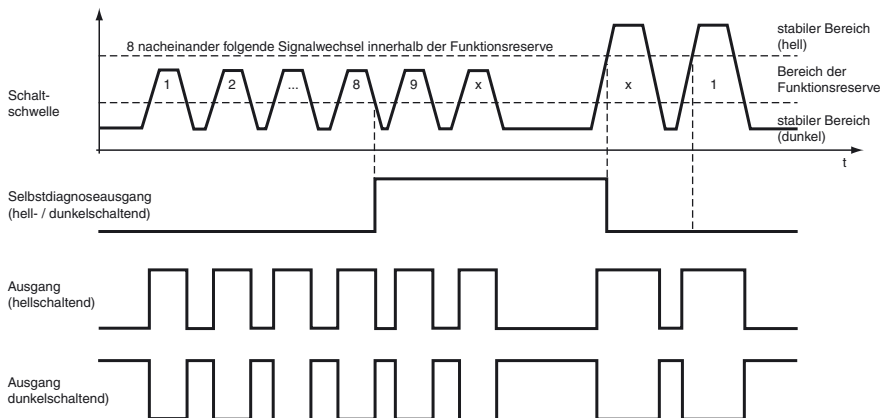 8 nacheinander folgende Signalwechsel innerhalb der Funktionsreserve
stabiler Bereich
(hell)
Bereich der
Funktionsreserve
stabiler Bereich
(dunkel)
Schalt-
schwelle
1 2 ... 8 9 x x 1
t
Selbstdiagnoseausgang
(hell- / dunkelschaltend)
Ausgang
(hellschaltend)
Ausgang
dunkelschaltend)